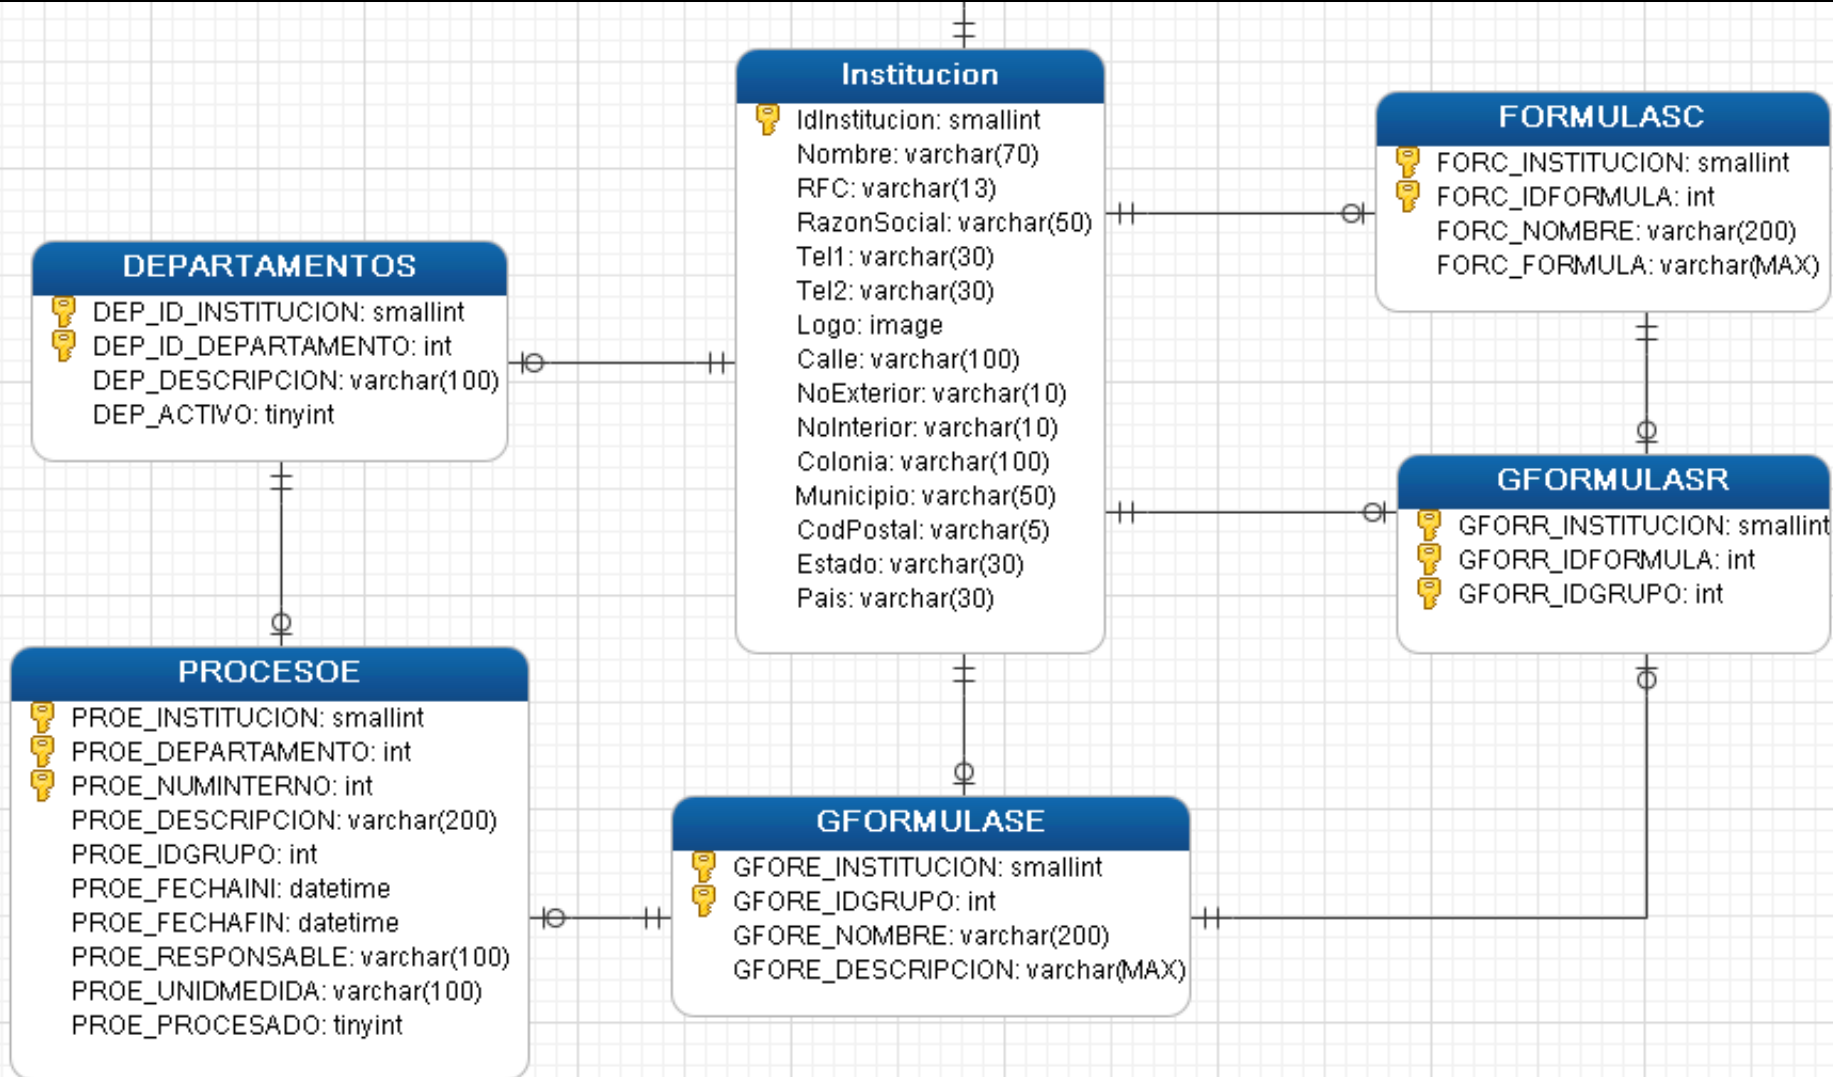 Institucion
IdInstitucion: smallint
Nombre: varchar(70)
RFC: varchar(13)
RazonSocial: varchar(50)
Tel1: varchar(30)
Tel2: varchar(30)
Logo: image
Calle: varchar(100)
NoExterior: varchar(10)
NoInterior: varchar(10)
Colonia: varchar(100)
Municipio: varchar(50)
CodPostal: varchar(5)
Estado: varchar(30)
Pais: varchar(30)
FORMULASC
FORC_INSTITUCION: smallint
FORC_IDFORMULA: int
FORC_NOMBRE: varchar(200)
FORC_FORMULA: varchar(MAX)
DEPARTAMENTOS
DEP_ID_INSTITUCION: smallint
DEP_ID_DEPARTAMENTO: int
DEP_DESCRIPCION: varchar(100)
DEP_ACTIVO: tinyint
GFORMULASR
GFORR_INSTITUCION: smallint
GFORR_IDFORMULA: int
GFORR_IDGRUPO: int
PROCESOE
PROE_INSTITUCION: smallint
PROE_DEPARTAMENTO: int
PROE_NUMINTERNO: int
PROE_DESCRIPCION: varchar(200)
PROE_IDGRUPO: int
PROE_FECHAINI: datetime
PROE_FECHAFIN: datetime
PROE_RESPONSABLE: varchar(100)
PROE_UNIDMEDIDA: varchar(100)
PROE_PROCESADO: tinyint
GFORMULASE
GFORE_INSTITUCION: smallint
GFORE_IDGRUPO: int
GFORE_NOMBRE: varchar(200)
GFORE_DESCRIPCION: varchar(MAX)